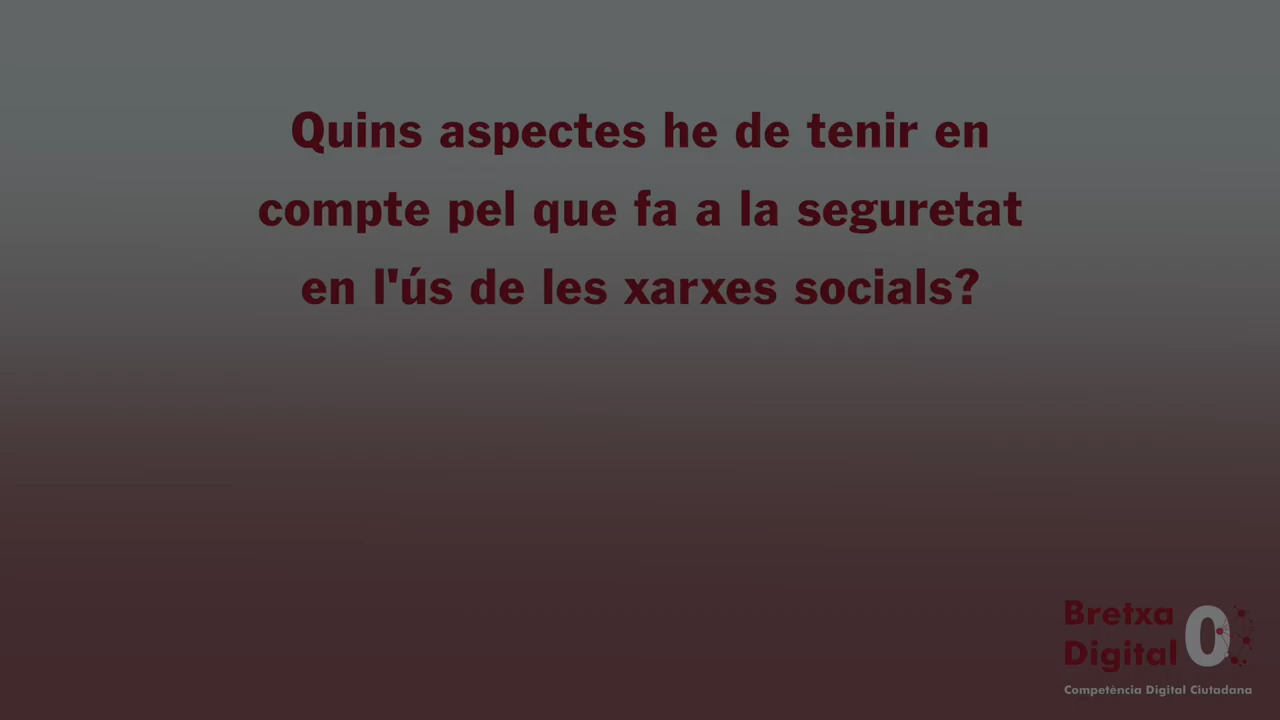 Quins aspectes he de tenir en
compte pel que fa a la seguretat
en l'ús de les xarxes socials?
Bretxa
Digital 0
Competència Digital Ciutadana